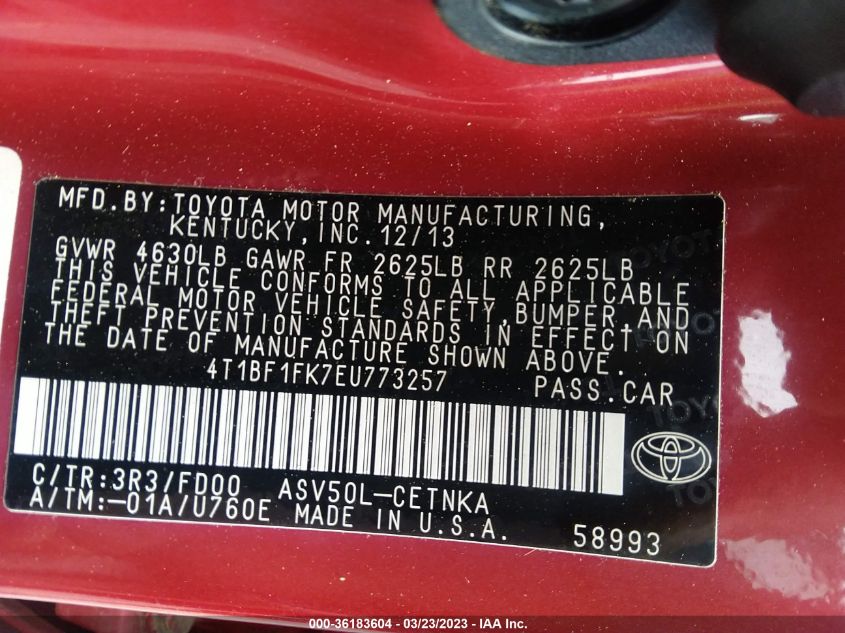 MFD. BY:TOYOTA MOTOR MANUFACTURING,
KENTUCKY, INC. 12/13
GVWR 4630LB GAWR FR 2625LB RR 2625LB
THIS VEHICLE CONFORMS TO ALL APPLICABLE
FEDERAL MOTOR VEHICLE SAFETY, BUMPER, AND
THEFT PREVENTION STANDARDS IN EFFECT ON
THE DATE OF MANUFACTURE SHOWN ABOVE.
4T1BF1FK7EU773257 PASS. CAR
C/TR:3R3/FD00 ASV50L-CETNKA
A/TM:-01A/U760E MADE IN U.S.A. 58993
000-36183604 / 03/23/2023 - IAA Inc.